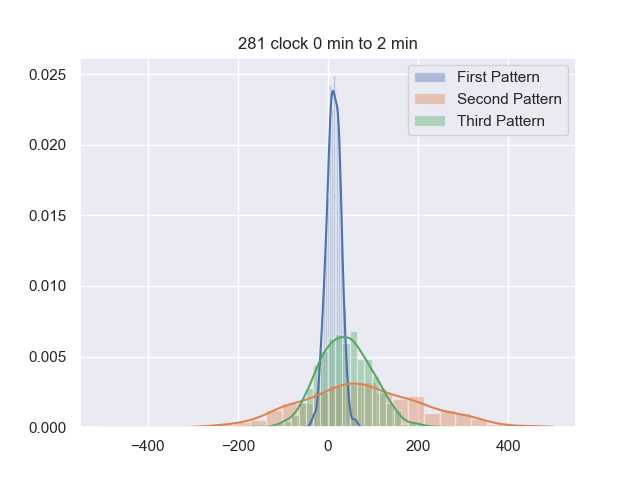 281 clock 0 min to 2 min
0.025
0.020
0.015
0.010
0.005
0.000
First Pattern
Second Pattern
Third Pattern
−400
−200
0
200
400